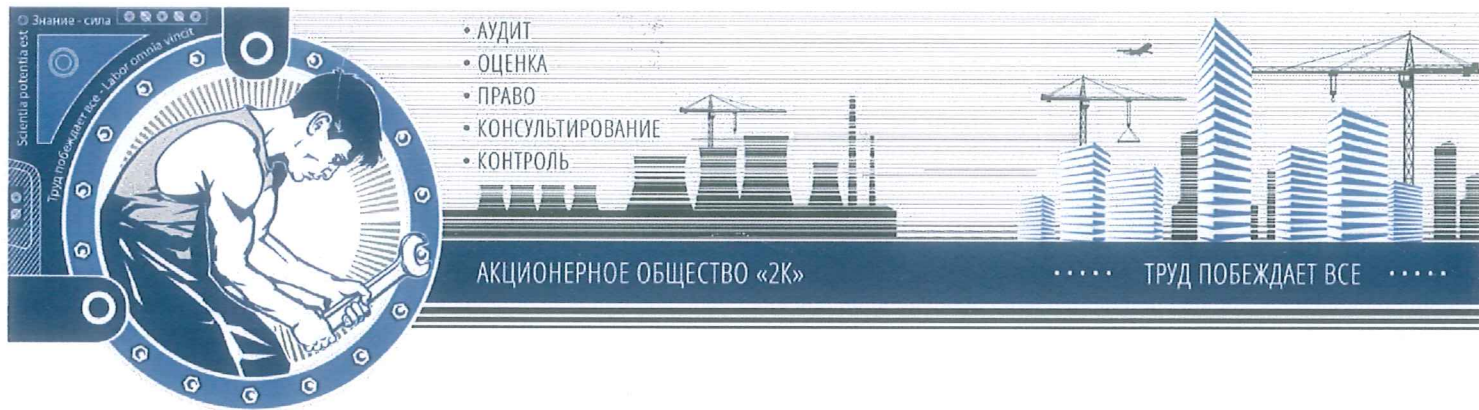 Знание - сила
Scientia potentia est
Труд побеждает все - Labor omnia vincit
• АУДИТ
• ОЦЕНКА
• ПРАВО
• КОНСУЛЬТИРОВАНИЕ
• КОНТРОЛЬ
АКЦИОНЕРНОЕ ОБЩЕСТВО «2К»
····· ТРУД ПОБЕЖДАЕТ ВСЕ ·····